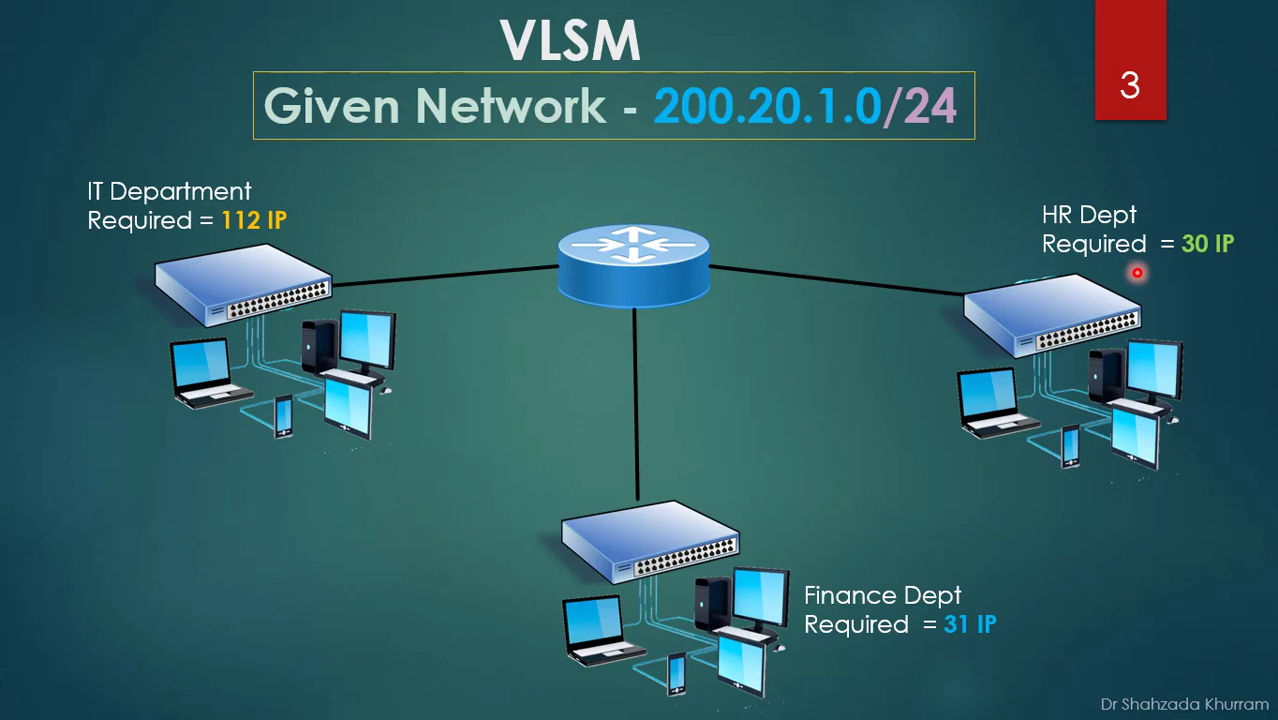 VLSM
Given Network - 200.20.1.0/24
3
IT Department
Required = 112 IP
HR Dept
Required = 30 IP
Finance Dept
Required = 31 IP
Dr Shahzada Khurram